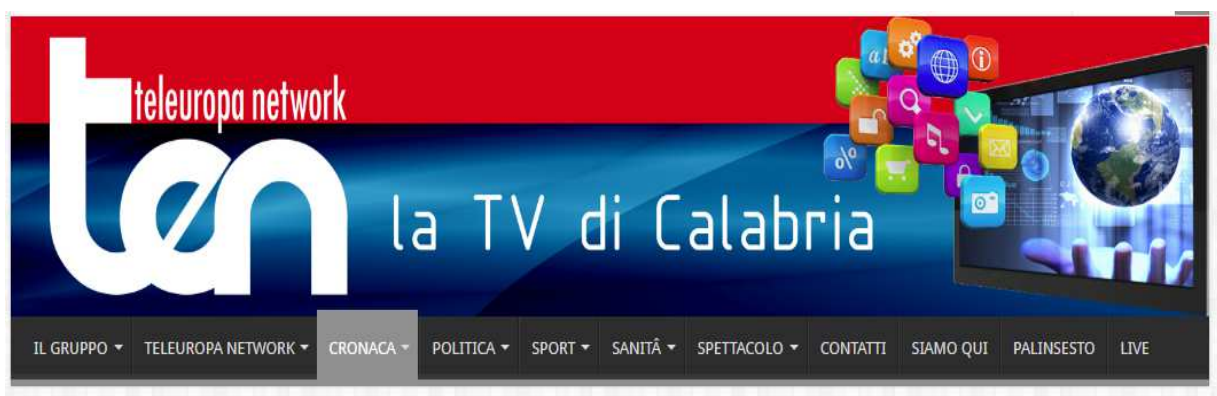 teleuropa network
ten
la TV di Calabria
IL GRUPPO TELEUROPA NETWORK CRONACA POLITICA SPORT SANITÂ SPETTACOLO CONTATTI SIAMO QUI PALINSESTO LIVE